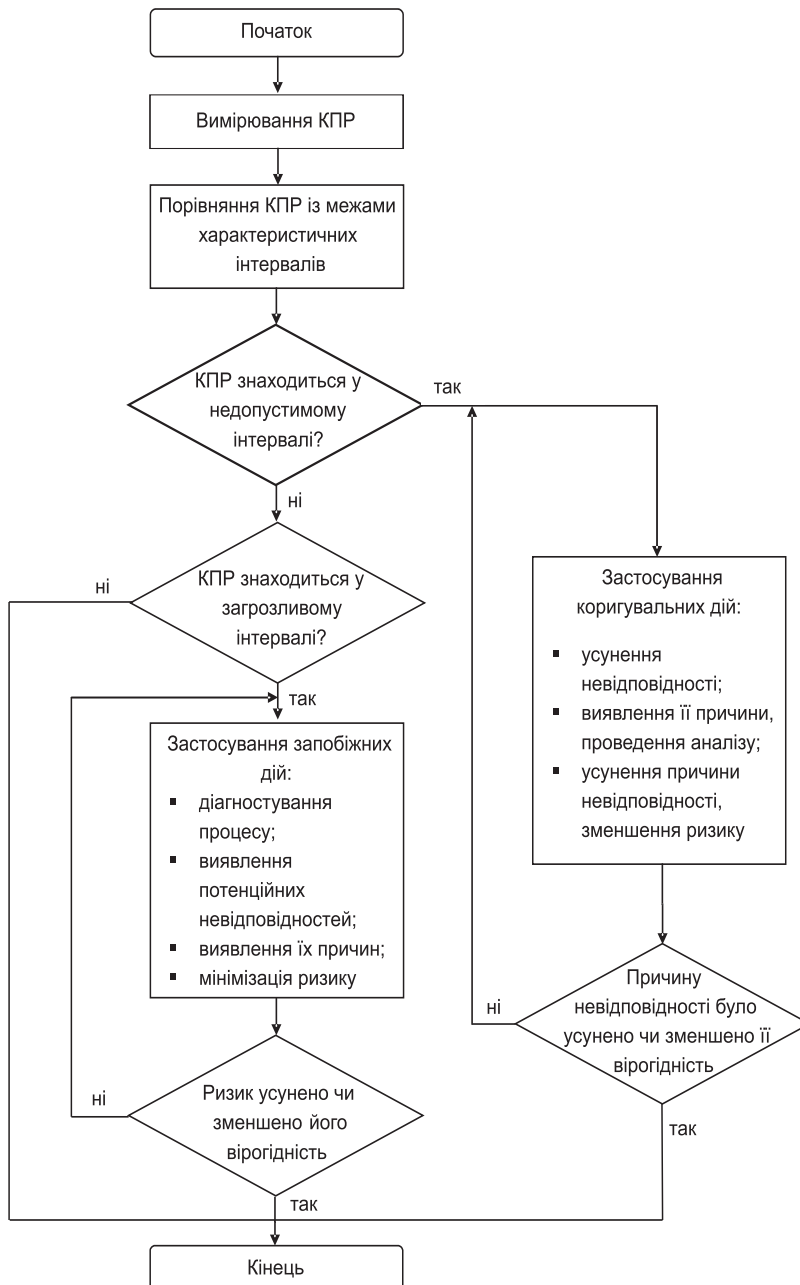 Початок
Вимірювання КПР
Порівняння КПР із межами
характеристичних
інтервалів
КПР знаходиться у
недопустимого
інтервалі?
так
ні
КПР знаходиться у
загрозливого
інтервалі?
ні
так
Застосування запобіжних
дій:
▪ діагностування
процесу;
▪ виявлення
потенційних
невідповідностей;
▪ виявлення їх причин;
▪ мінімізація ризику
Ризик усунено чи
зменшено його
вірогідність
ні
так
Застосування
коригувальних дій:
▪ усунення
невідповідності;
▪ виявлення її причини,
проведення аналізу;
▪ усунення причини
невідповідності,
зменшення ризику
Причину
невідповідності було
усунено чи зменшено її
вірогідність
ні
так
Кінець